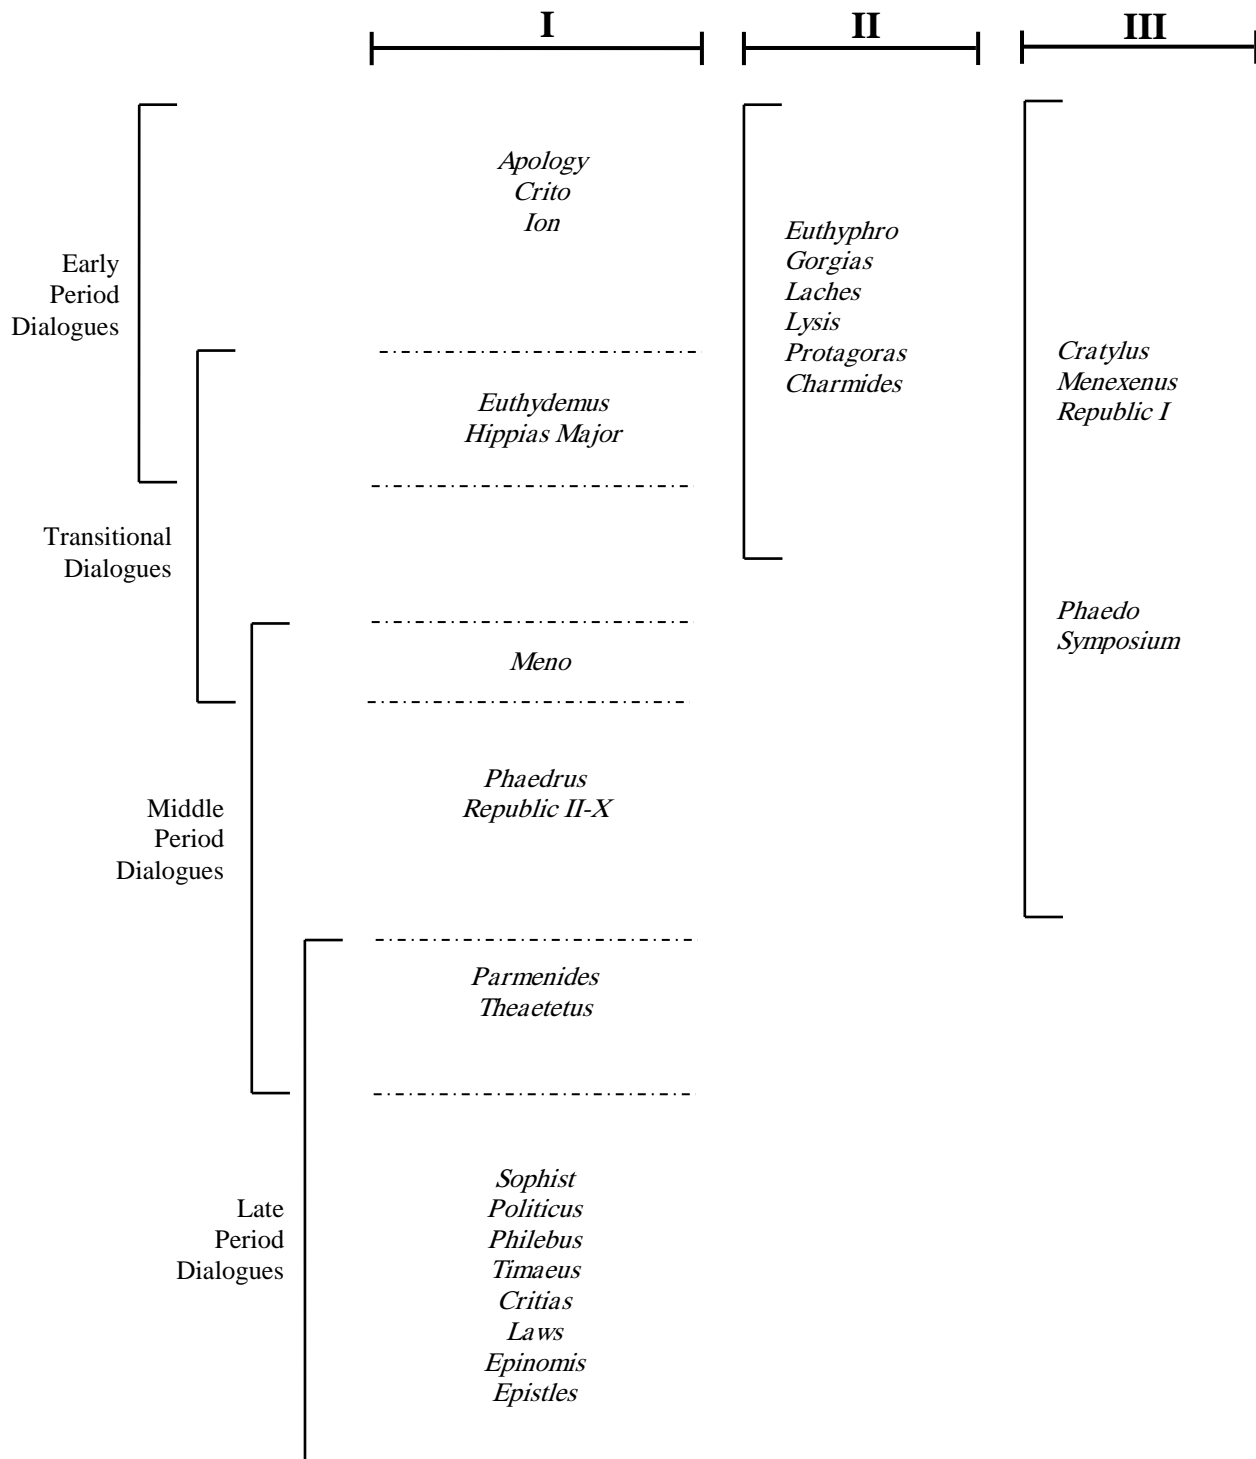 I
II
III
Early
Period
Dialogues
Transitional
Dialogues
Middle
Period
Dialogues
Late
Period
Dialogues
Apology
Crito
Ion
Euthydemus
Hippias Major
Meno
Phaedrus
Republic II-X
Parmenides
Theaetetus
Sophist
Politicus
Philebus
Timaeus
Critias
Laws
Epinomis
Epistles
Euthyphro
Gorgias
Laches
Lysis
Protagoras
Charmides
Cratylus
Menexenus
Republic I
Phaedo
Symposium